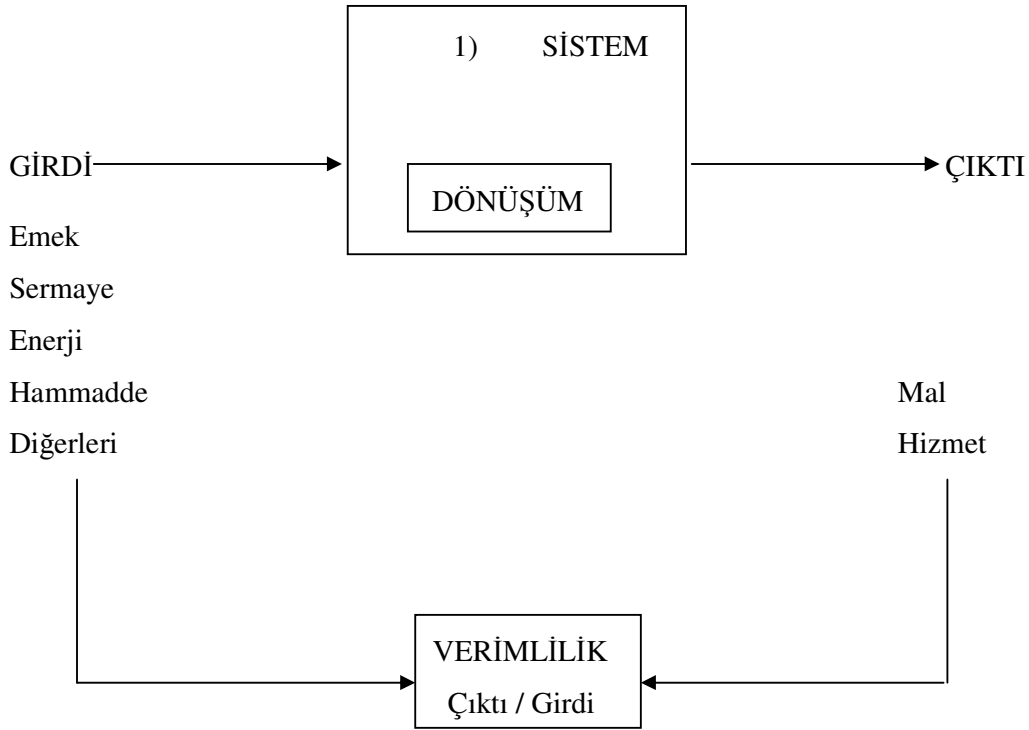 1) SİSTEM
GİRDİ
ÇIKTI
DÖNÜŞÜM
Emek
Sermaye
Enerji
Hammadde
Diğerleri
Mal
Hizmet
VERİMLİLİK
Çıktı / Girdi